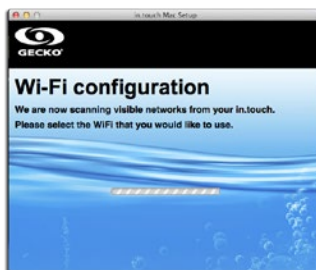 in.touch Mac Setup
GECKO
Wi-Fi configuration
We are now scanning visible networks from your in.touch.
Please select the WiFi that you would like to use.